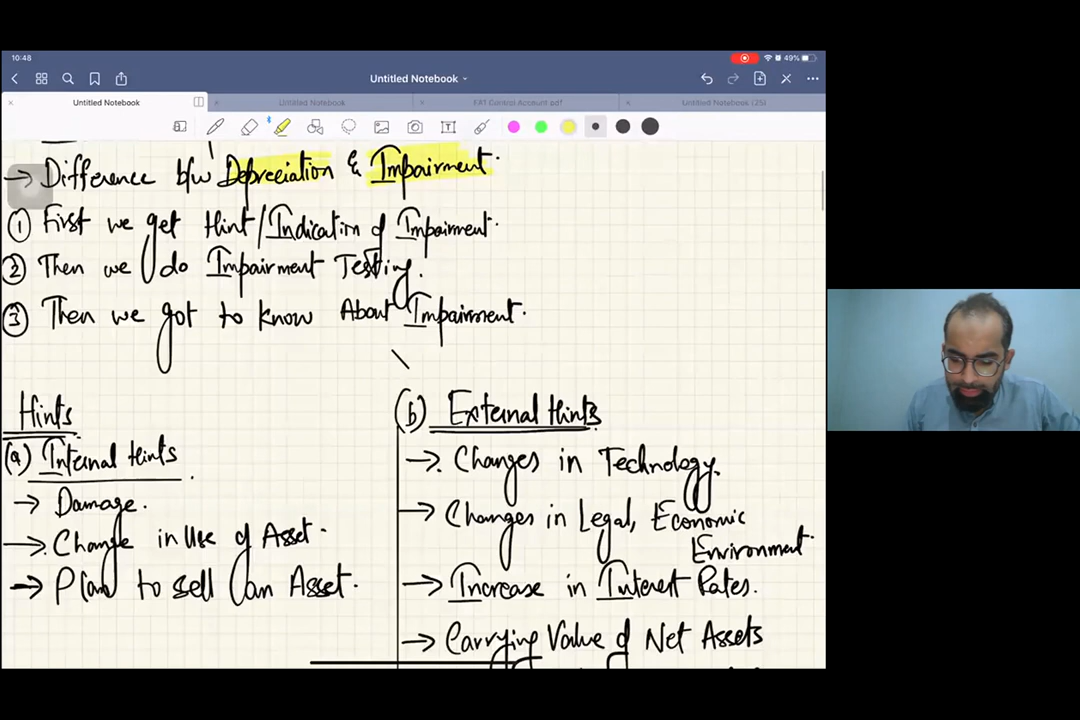 10:48
49%
Untitled Notebook
Untitled Notebook
Untitled Notebook
FA1 Control Account pdf
Untitled Notebook (25)
→ Difference b/w Depreciation & Impairment.
① First we get Hint/Indication of Impairment.
② Then we do Impairment Testing.
③ Then we got to know About Impairment.
Hints
(a) Internal Hints
→ Damage.
→ Change in Use of Asset.
→ Plan to sell an Asset.
(b) External Hints
→ Changes in Technology.
→ Changes in Legal, Economic
Environment.
→ Increase in Interest Rates.
→ Carrying Value of Net Assets